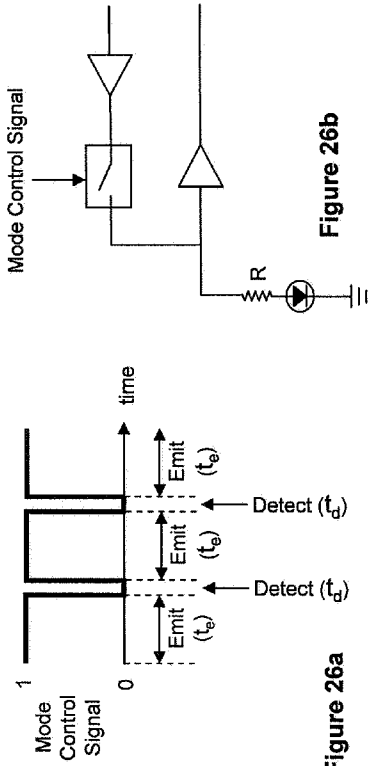 Mode
Control
Signal
1
0
time
Emit
(te)
Emit
(te)
Emit
(te)
Detect (td)
Detect (td)
Figure 26a
Mode Control Signal
R
Figure 26b